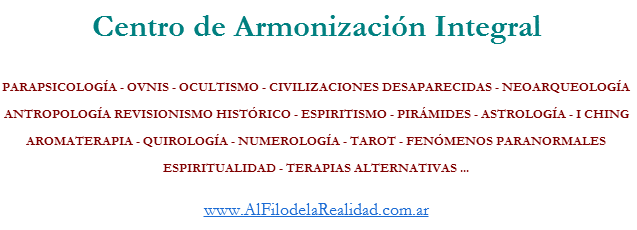 Centro de Armonización Integral
PARAPSICOLOGÍA - OVNIS - OCULTISMO - CIVILIZACIONES DESAPARECIDAS - NEOARQUEOLOGÍA
ANTROPOLOGÍA REVISIONISMO HISTÓRICO - ESPIRITISMO - PIRÁMIDES - ASTROLOGÍA - I CHING
AROMATERAPIA - QUIROLOGÍA - NUMEROLOGÍA - TAROT - FENÓMENOS PARANORMALES
ESPIRITUALIDAD - TERAPIAS ALTERNATIVAS ...
www.AlFilodelaRealidad.com.ar